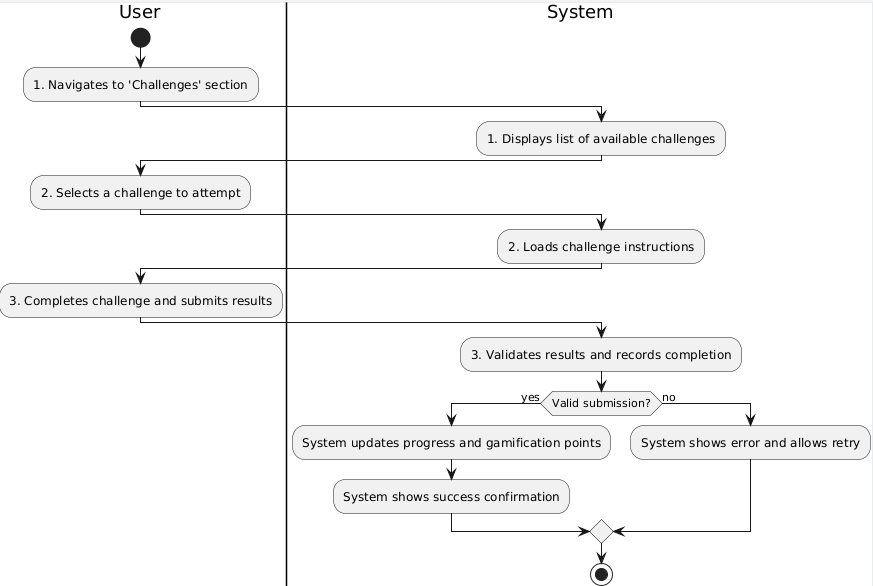 User
System
1. Navigates to 'Challenges' section
1. Displays list of available challenges
2. Selects a challenge to attempt
2. Loads challenge instructions
3. Completes challenge and submits results
3. Validates results and records completion
yes
Valid submission?
no
System updates progress and gamification points
System shows error and allows retry
System shows success confirmation